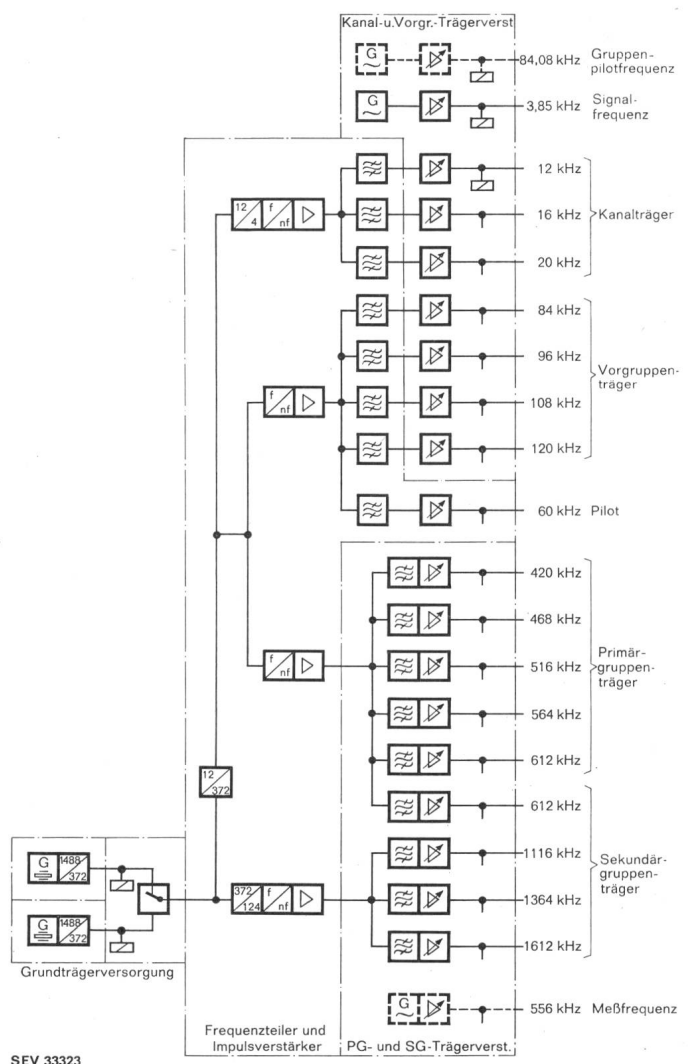 Kanal-u.Vorgr.-Trägerverst
G
84,08 kHz
Gruppen-
pilotfrequenz
G
3,85 kHz
Signal-
frequenz
12 kHz
12
4
f
nf
16 kHz
Kanalträger
20 kHz
84 kHz
96 kHz
Vorgruppen-
träger
f
nf
108 kHz
120 kHz
60 kHz Pilot
420 kHz
468 kHz
f
nf
516 kHz
Primär-
gruppen-
träger
564 kHz
612 kHz
12
372
612 kHz
G
1488
372
1116 kHz
Sekundär-
gruppen-
träger
372
124
f
nf
1364 kHz
G
1488
372
1612 kHz
Grundträgerversorgung
G
556 kHz Meßfrequenz
Frequenzteiler und
Impulsverstärker
PG- und SG-Trägerverst.
SEV 33323